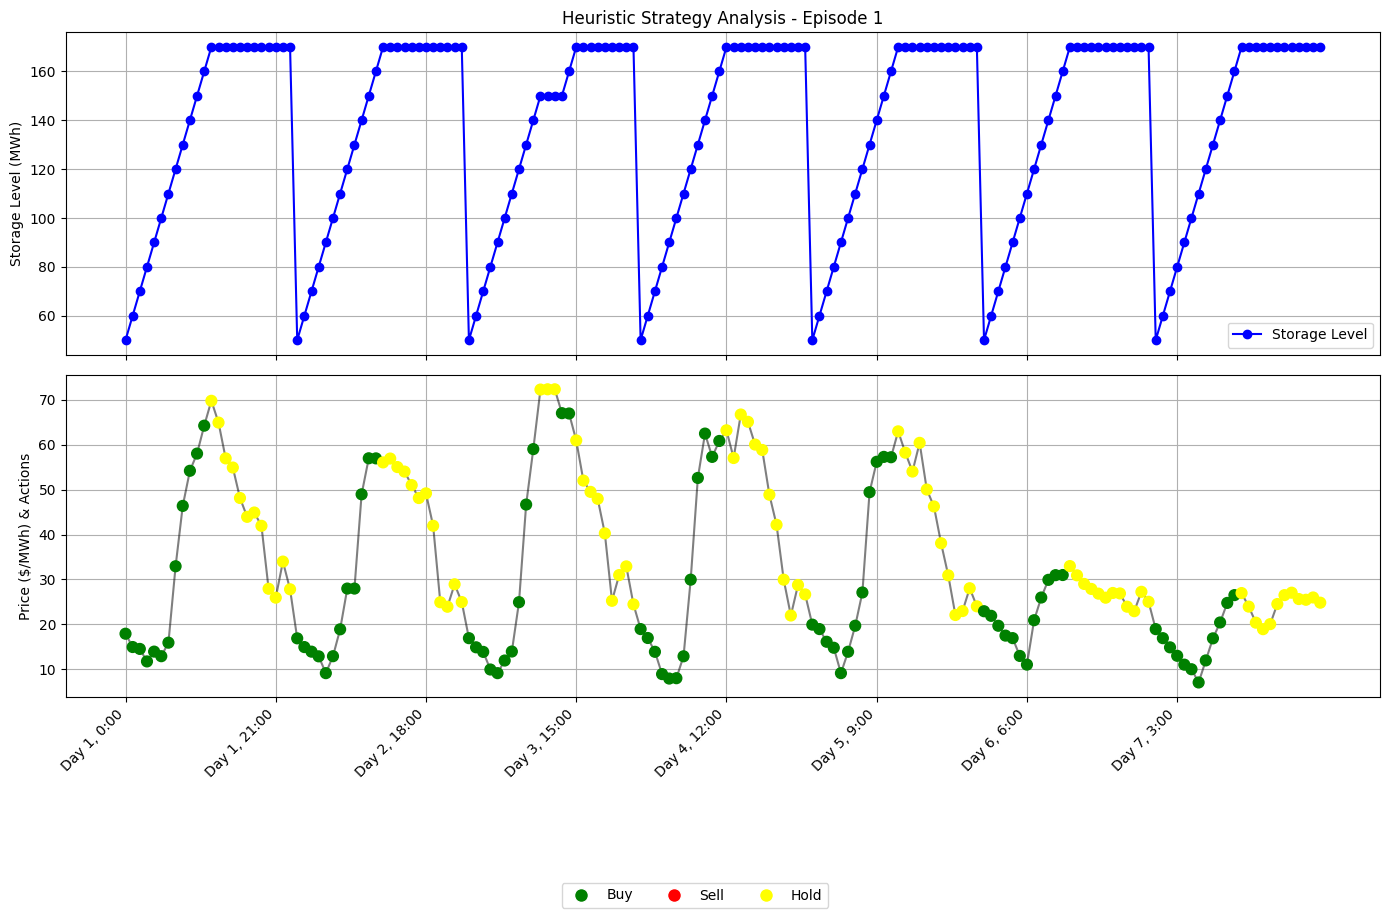 Heuristic Strategy Analysis - Episode 1
Storage Level (MWh)
160
140
120
100
80
60
Storage Level
Price ($/MWh) & Actions
70
60
50
40
30
20
10
Day 1, 0:00
Day 1, 21:00
Day 2, 18:00
Day 3, 15:00
Day 4, 12:00
Day 5, 9:00
Day 6, 6:00
Day 7, 3:00
Buy Sell Hold